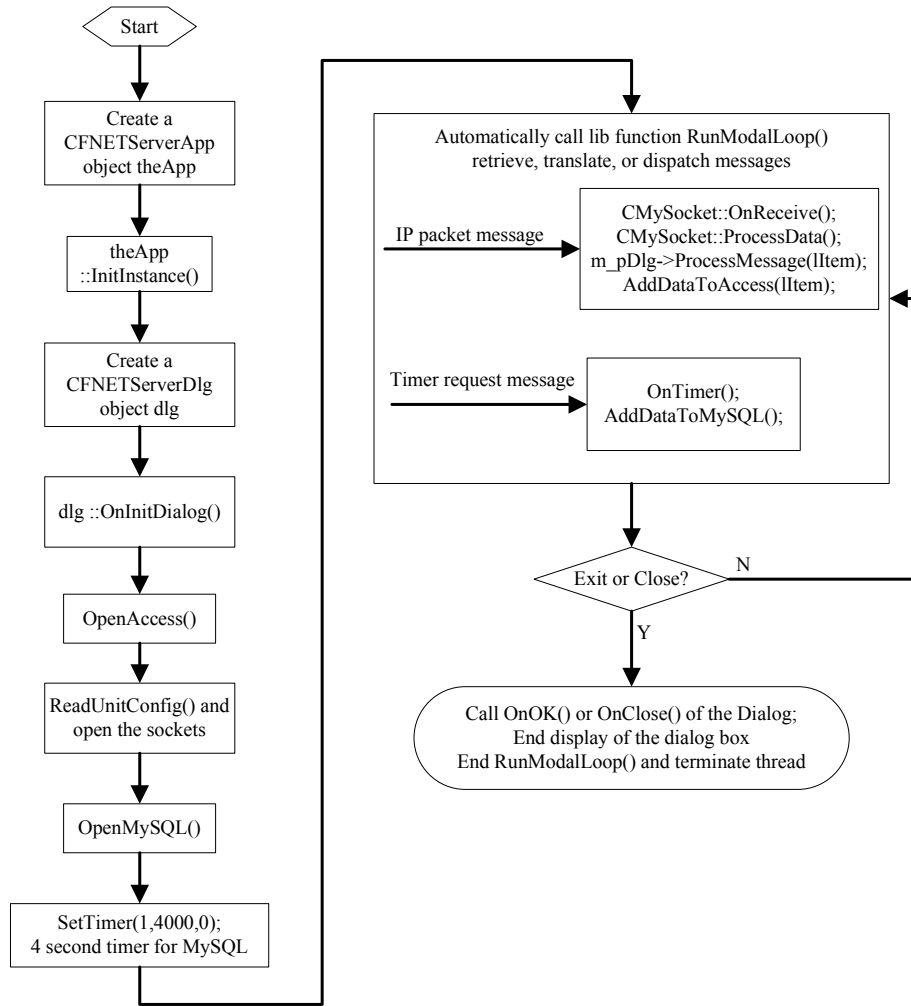 Start
Create a
CFNETServerApp
object theApp
theApp
::InitInstance()
Create a
CFNETServerDlg
object dlg
dlg ::OnInitDialog()
OpenAccess()
ReadUnitConfig() and
open the sockets
OpenMySQL()
SetTimer(1,4000,0);
4 second timer for MySQL
Automatically call lib function RunModalLoop()
retrieve, translate, or dispatch messages
IP packet message
CMySocket::OnReceive();
CMySocket::ProcessData();
m_pDlg->ProcessMessage(lItem);
AddDataToAccess(lItem);
Timer request message
OnTimer();
AddDataToMySQL();
Exit or Close?
N
Y
Call OnOK() or OnClose() of the Dialog;
End display of the dialog box
End RunModalLoop() and terminate thread